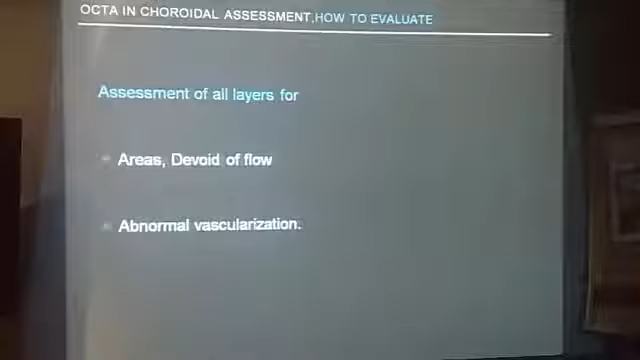 OCTA IN CHOROIDAL ASSESSMENT,HOW TO EVALUATE
Assessment of all layers for
Areas, Devoid of flow
Abnormal vascularization.